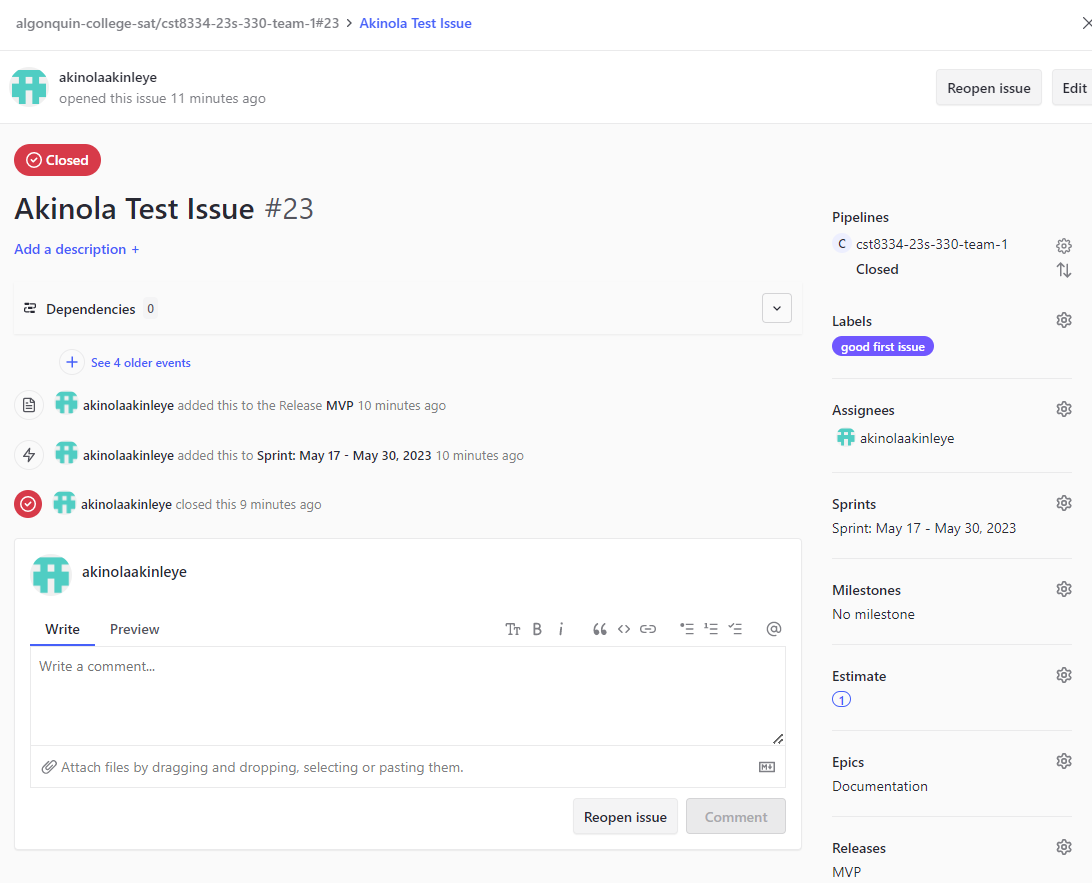 algonquin-college-sat/cst8334-23s-330-team-1#23 > Akinola Test Issue
akinolaakinleye
opened this issue 11 minutes ago
Reopen issue
Edit
Closed
Akinola Test Issue #23
Add a description +
Dependencies 0
See 4 older events
akinolaakinleye added this to the Release MVP 10 minutes ago
akinolaakinleye added this to Sprint: May 17 - May 30, 2023 10 minutes ago
akinolaakinleye closed this 9 minutes ago
akinolaakinleye
Write Preview
Write a comment...
Attach files by dragging and dropping, selecting or pasting them.
Reopen issue Comment
Pipelines
C cst8334-23s-330-team-1
Closed
Labels
good first issue
Assignees
akinolaakinleye
Sprints
Sprint: May 17 - May 30, 2023
Milestones
No milestone
Estimate
1
Epics
Documentation
Releases
MVP